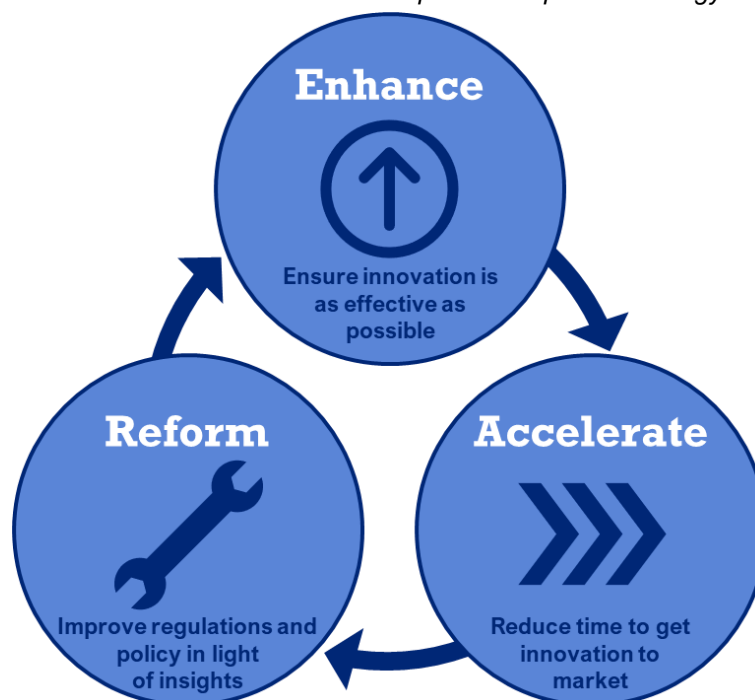 Enhance
Ensure innovation is
as effective as
possible
Reform
Improve regulations and
policy in light
of insights
Accelerate
Reduce time to get
innovation to
market